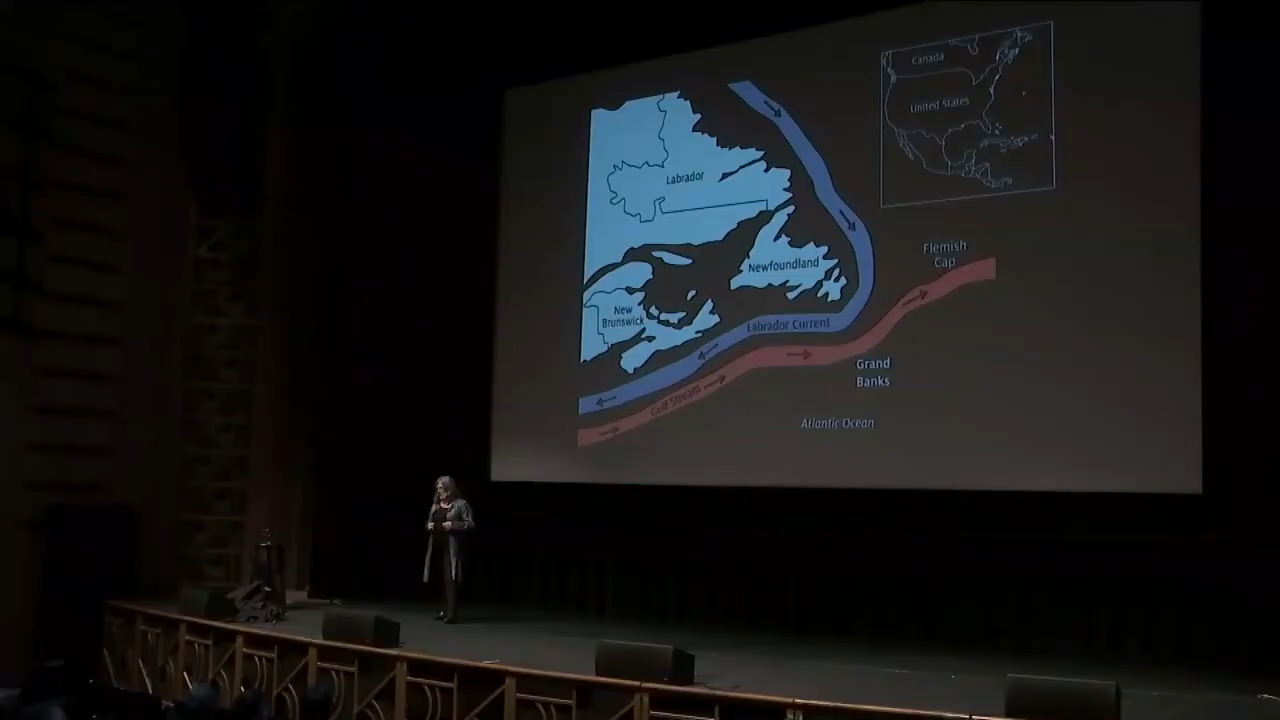 Canada
United States
Labrador
Flemish
Cap
Newfoundland
New
Brunswick
Labrador Current
Grand
Banks
Gulf Stream
Atlantic Ocean